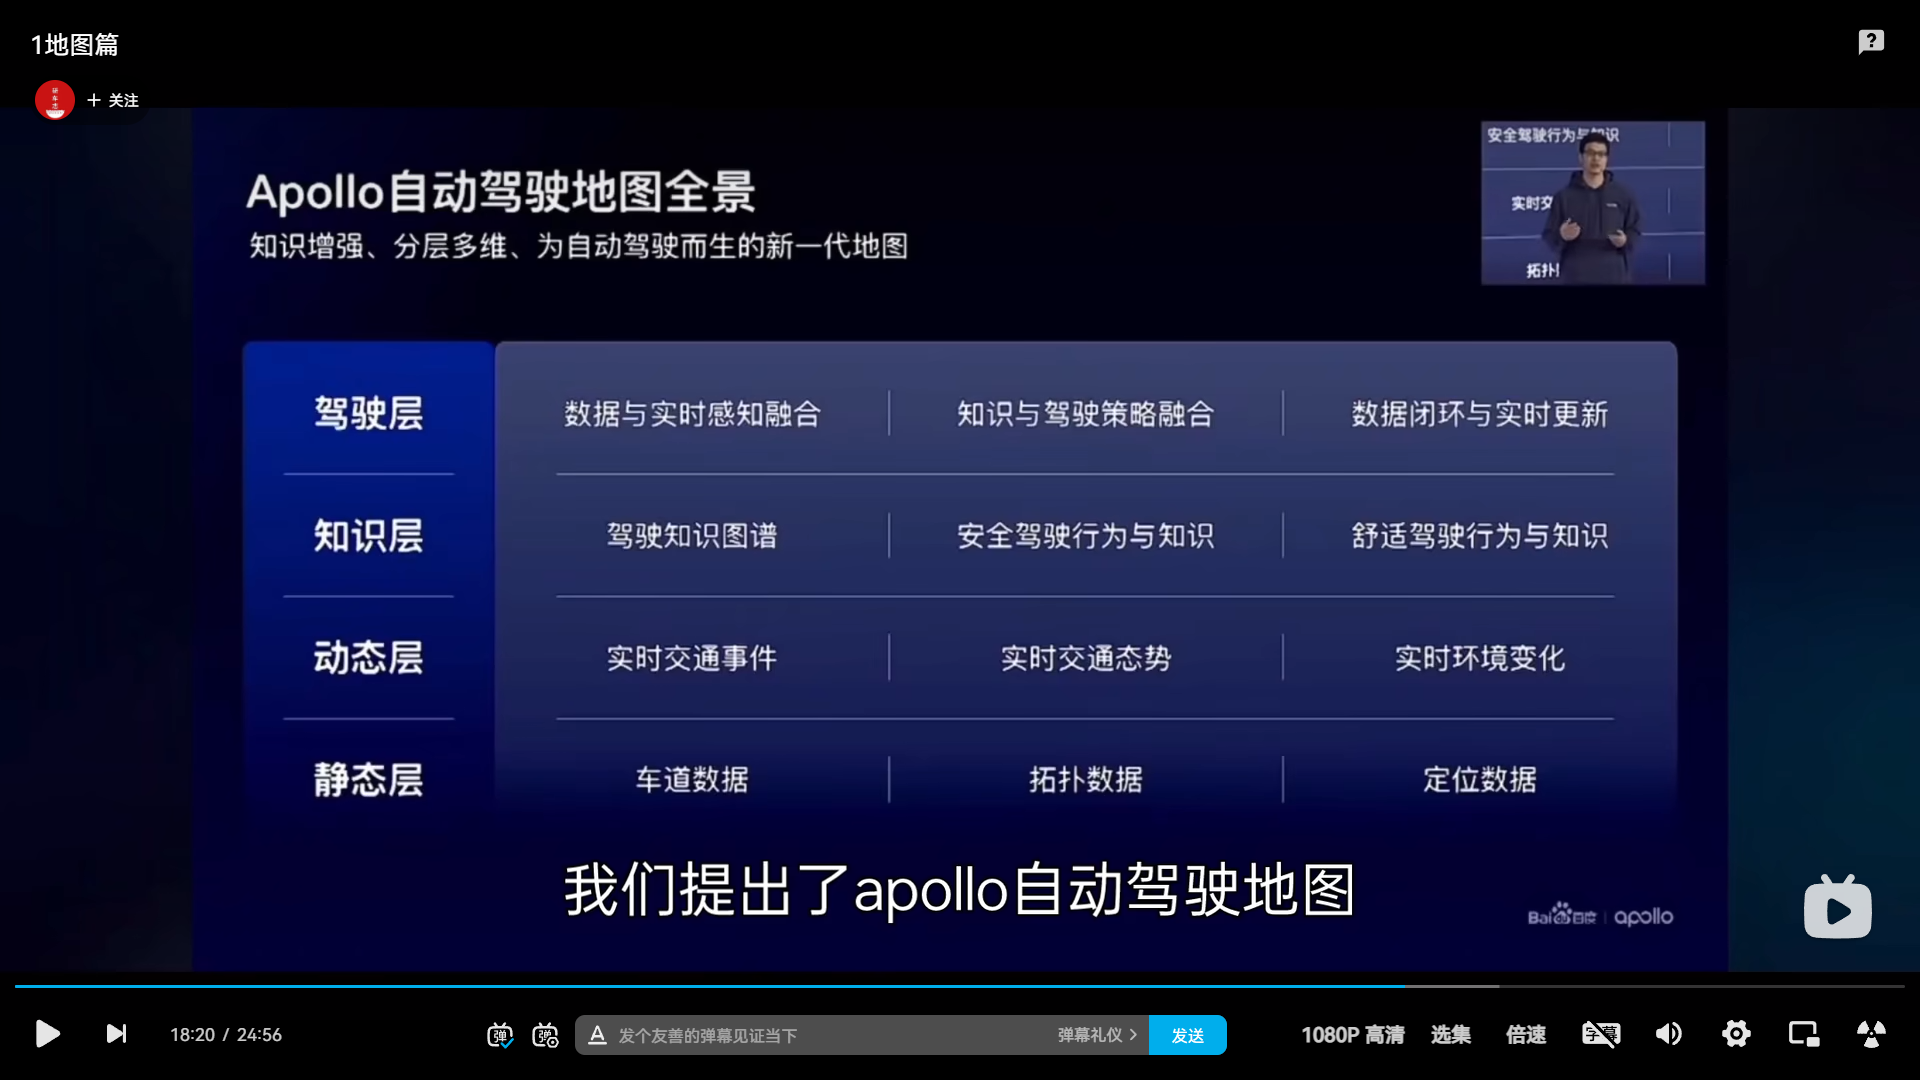 1地图篇
研车志
关注
Apollo自动驾驶地图全景
知识增强、分层多维、为自动驾驶而生的新一代地图
安全驾驶行为与知识
实时交
拓扑
驾驶层 数据与实时感知融合 知识与驾驶策略融合 数据闭环与实时更新
知识层 驾驶知识图谱 安全驾驶行为与知识 舒适驾驶行为与知识
动态层 实时交通事件 实时交通态势 实时环境变化
静态层 车道数据 拓扑数据 定位数据
我们提出了apollo自动驾驶地图
Bai百度 | apollo
18:20 / 24:56 弹 弹 A 发个友善的弹幕见证当下 弹幕礼仪 发送 1080P 高清 选集 倍速 字幕